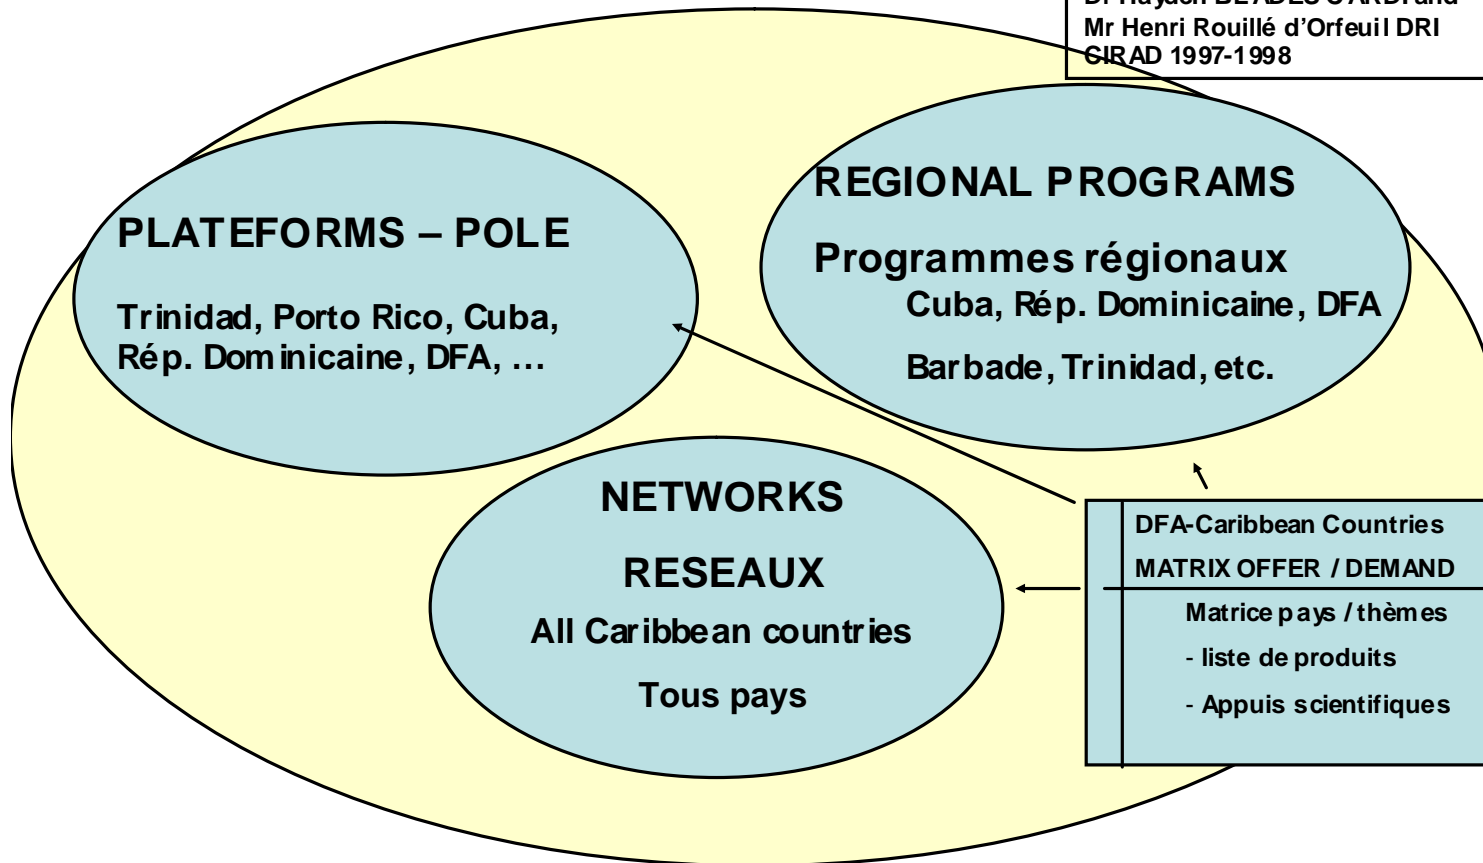 Mr Henri Rouillé d'Orfeuil DRI
CIRAD 1997-1998
PLATEFORMS – POLE
Trinidad, Porto Rico, Cuba,
Rép. Dominicaine, DFA, …
REGIONAL PROGRAMS
Programmes régionaux
Cuba, Rép. Dominicaine, DFA
Barbade, Trinidad, etc.
NETWORKS
RESEAUX
All Caribbean countries
Tous pays
DFA-Caribbean Countries
MATRIX OFFER / DEMAND
Matrice pays / thèmes
- liste de produits
- Appuis scientifiques